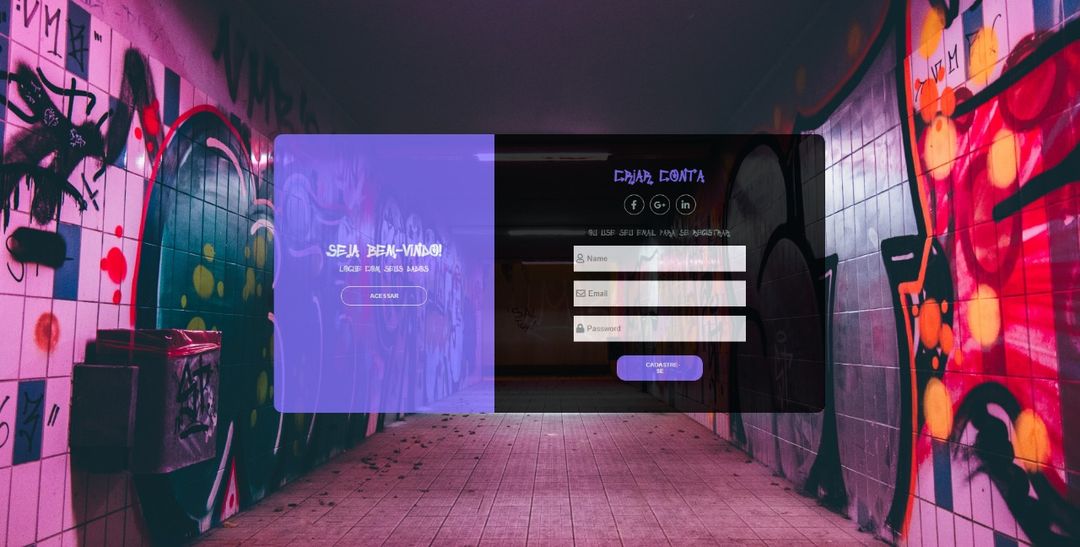 SEJA BEM-VINDO!
LOGUE COM SEUS DADOS
ACESSAR
CRIAR CONTA
G+
in
OU USE SEU EMAIL PARA SE REGISTRAR
Name
Email
Password
CADASTRE-
SE